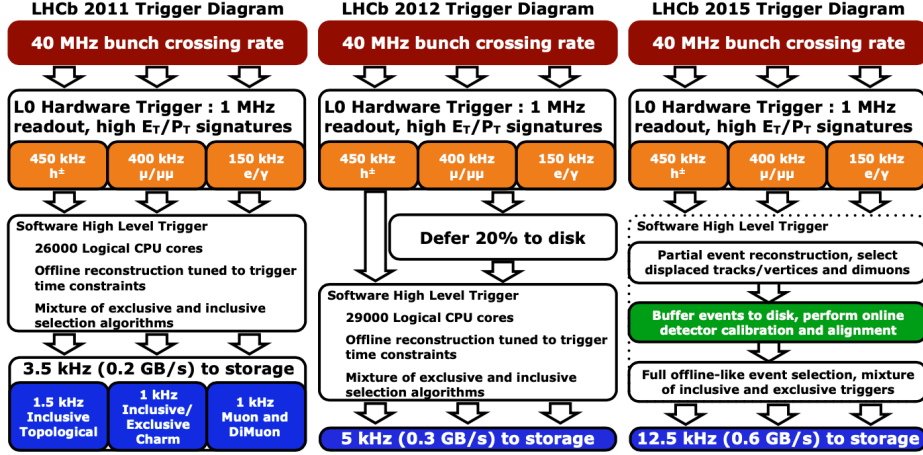 LHCb 2011 Trigger Diagram
40 MHz bunch crossing rate
L0 Hardware Trigger : 1 MHz
readout, high E_T/P_T signatures
450 kHz
h±
400 kHz
μ/μμ
150 kHz
e/γ
Software High Level Trigger
26000 Logical CPU cores
Offline reconstruction tuned to trigger
time constraints
Mixture of exclusive and inclusive
selection algorithms
3.5 kHz (0.2 GB/s) to storage
1.5 kHz
Inclusive
Topological
1 kHz
Inclusive/
Exclusive
Charm
1 kHz
Muon and
DiMuon
LHCb 2012 Trigger Diagram
40 MHz bunch crossing rate
L0 Hardware Trigger : 1 MHz
readout, high E_T/P_T signatures
450 kHz
h±
400 kHz
μ/μμ
150 kHz
e/γ
Defer 20% to disk
Software High Level Trigger
29000 Logical CPU cores
Offline reconstruction tuned to trigger
time constraints
Mixture of exclusive and inclusive
selection algorithms
5 kHz (0.3 GB/s) to storage
LHCb 2015 Trigger Diagram
40 MHz bunch crossing rate
L0 Hardware Trigger : 1 MHz
readout, high E_T/P_T signatures
450 kHz
h±
400 kHz
μ/μμ
150 kHz
e/γ
Software High Level Trigger
Partial event reconstruction, select
displaced tracks/vertices and dimuons
Buffer events to disk, perform online
detector calibration and alignment
Full offline-like event selection, mixture
of inclusive and exclusive triggers
12.5 kHz (0.6 GB/s) to storage